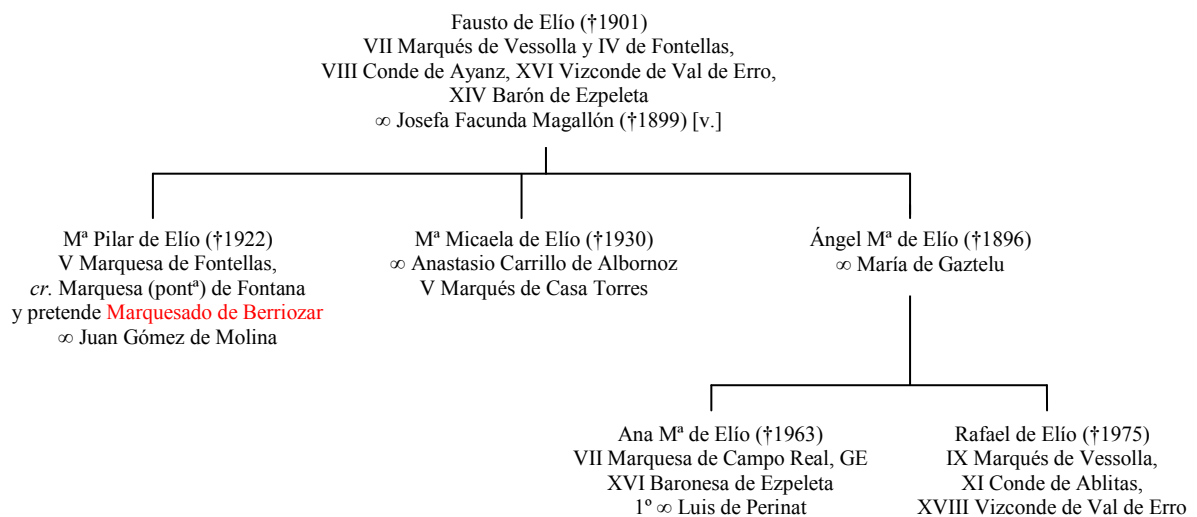 Fausto de Elío (†1901)
VII Marqués de Vessolla y IV de Fontellas,
VIII Conde de Ayanz, XVI Vizconde de Val de Erro,
XIV Barón de Ezpeleta
∞ Josefa Facunda Magallón (†1899) [v.]
Mª Pilar de Elío (†1922)
V Marquesa de Fontellas,
cr. Marquesa (pontª) de Fontana
y pretende Marquesado de Berriozar
∞ Juan Gómez de Molina
Mª Micaela de Elío (†1930)
∞ Anastasio Carrillo de Albornoz
V Marqués de Casa Torres
Ángel Mª de Elío (†1896)
∞ María de Gaztelu
Ana Mª de Elío (†1963)
VII Marquesa de Campo Real, GE
XVI Baronesa de Ezpeleta
1º ∞ Luis de Perinat
Rafael de Elío (†1975)
IX Marqués de Vessolla,
XI Conde de Ablitas,
XVIII Vizconde de Val de Erro